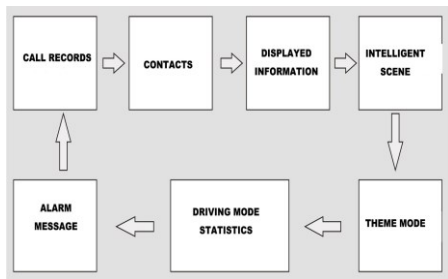 CALL RECORDS
CONTACTS
DISPLAYED
INFORMATION
INTELLIGENT
SCENE
ALARM
MESSAGE
DRIVING MODE
STATISTICS
THEME MODE